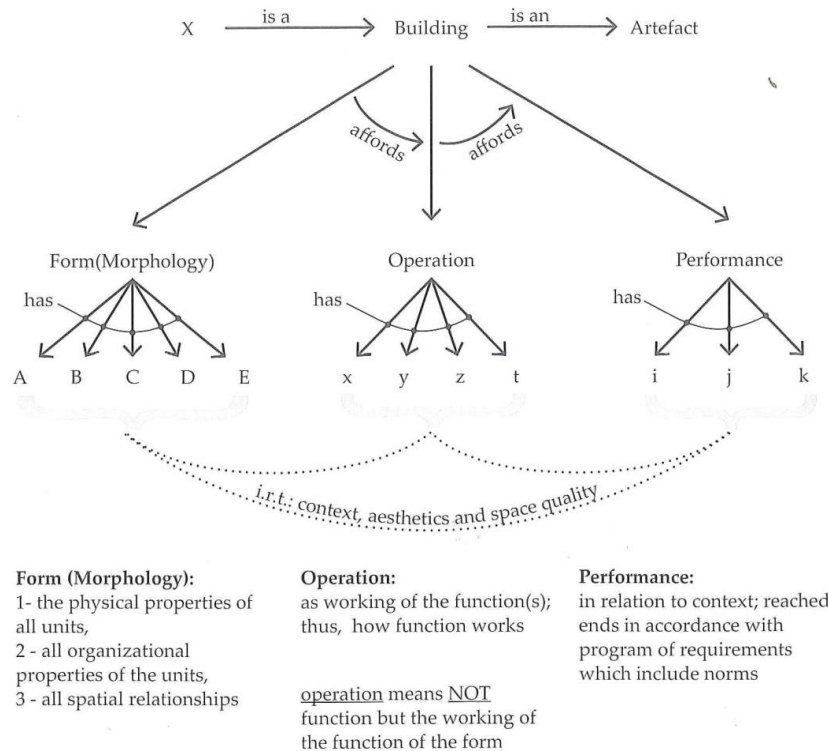 X is a Building is an Artefact
affords affords
Form(Morphology) Operation Performance
has has has
A B C D E x y z t i j k
i.r.t.: context, aesthetics and space quality
Form (Morphology):
1- the physical properties of
all units,
2 - all organizational
properties of the units,
3 - all spatial relationships
Operation:
as working of the function(s);
thus, how function works
operation means NOT
function but the working of
the function of the form
Performance:
in relation to context; reached
ends in accordance with
program of requirements
which include norms